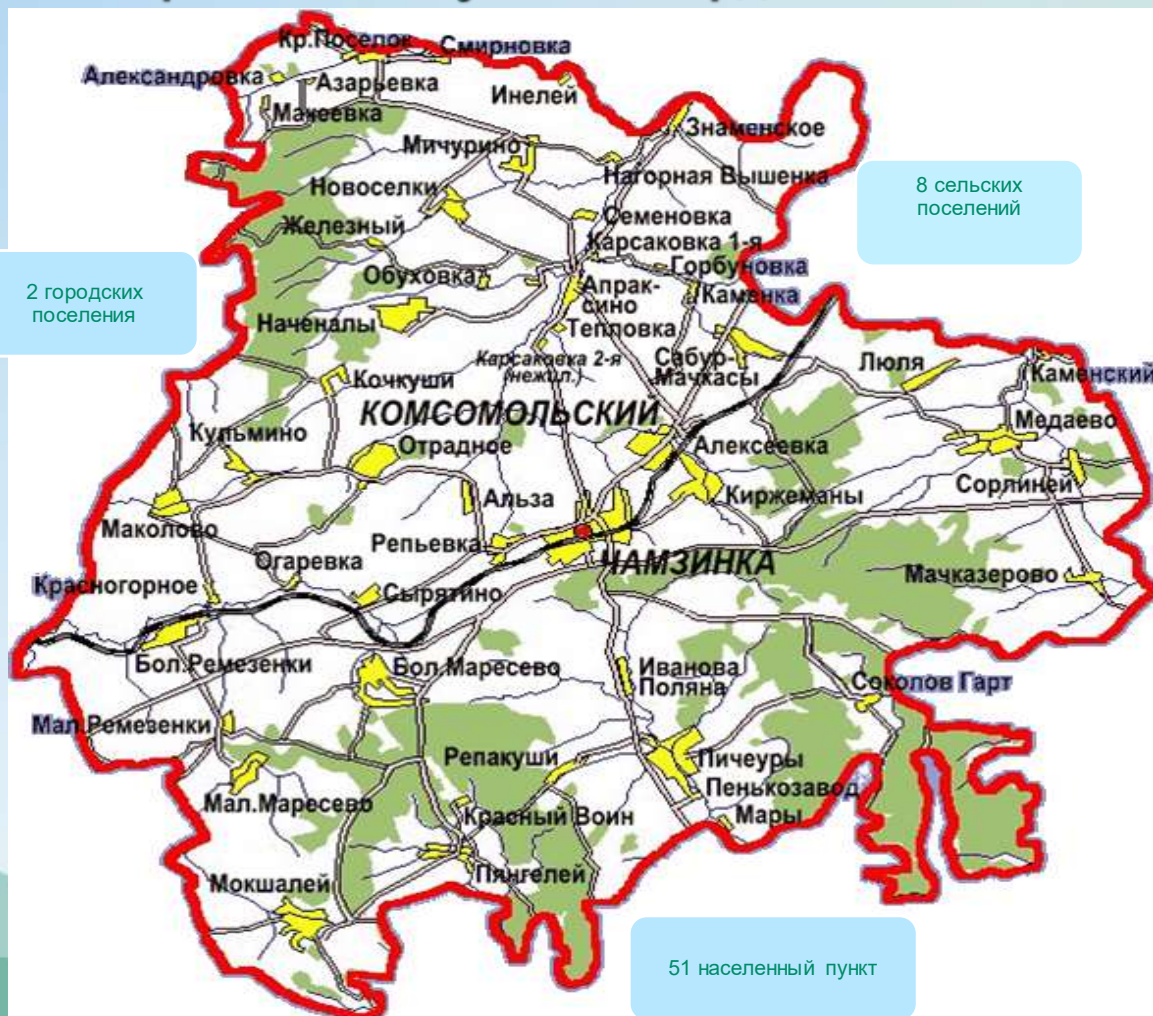 Кр.Поселок
Смирновка
Александровка
Азарьевка
Инелей
Макеевка
Знаменское
Мичурино
Нагорная Вышенка
8 сельских
поселений
Новоселки
Семеновка
Железный
Карсаковка 1-я
Горбуновка
Обуховка
Апрак-
сино
Каменка
2 городских
поселения
Наченалы
Тепловка
Карсаковка 2-я
(нежил.)
Сабур-
Мачкасы
Люля
Каменский
Кочкуши
КОМСОМОЛЬСКИЙ
Медаево
Кульмино
Отрадное
Алексеевка
Альза
Киржеманы
Сорлиней
Маколово
Репьевка
Огаревка
ЧАМЗИНКА
Мачказерово
Красногорное
Сырятино
Бол.Ремезенки
Бол.Маресево
Иванова
Поляна
Соколов Гарт
Мал.Ремезенки
Репакуши
Пичеуры
Пенькозавод
Мал.Маресево
Красный Воин
Мары
Пянгелей
Мокшалей
51 населенный пункт